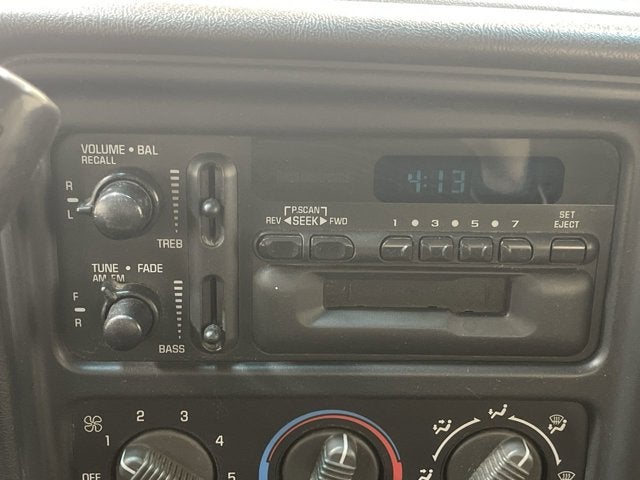 VOLUME • BAL
RECALL
R
L
TREB
TUNE • FADE
AM FM
F
R
BASS
4:13
P.SCAN
REV ◄SEEK► FWD
1 • 3 • 5 • 7
SET
EJECT
OFF 1 2 3 4 5